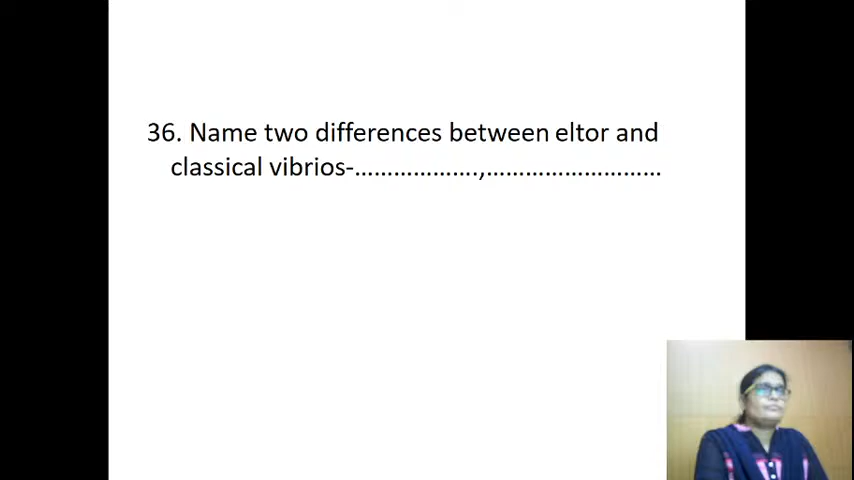 36. Name two differences between eltor and
classical vibrios-……………….,………………………